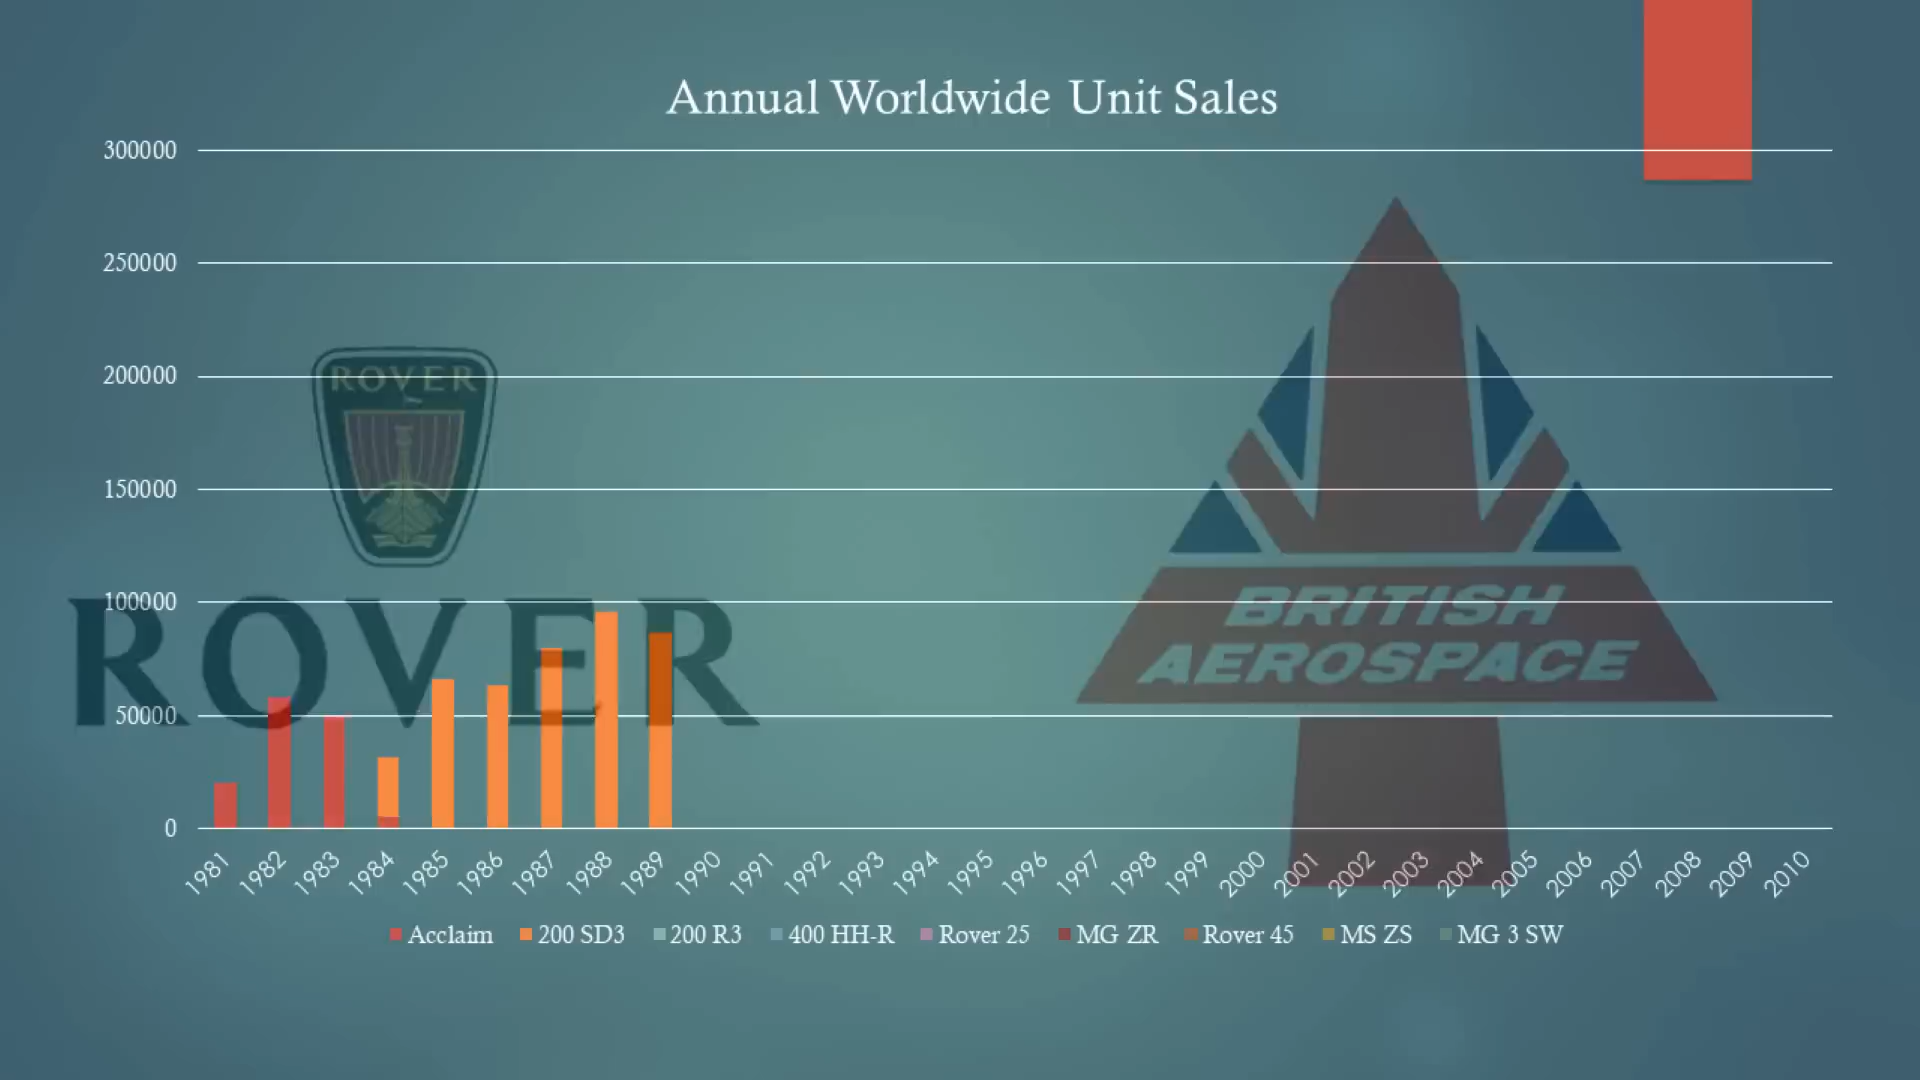 Annual Worldwide Unit Sales
300000
250000
200000
150000
100000
50000
0
ROVER
ROVER
BRITISH
AEROSPACE
1981 1982 1983 1984 1985 1986 1987 1988 1989 1990 1991 1992 1993 1994 1995 1996 1997 1998 1999 2000 2001 2002 2003 2004 2005 2006 2007 2008 2009 2010
Acclaim 200 SD3 200 R3 400 HH-R Rover 25 MG ZR Rover 45 MS ZS MG 3 SW